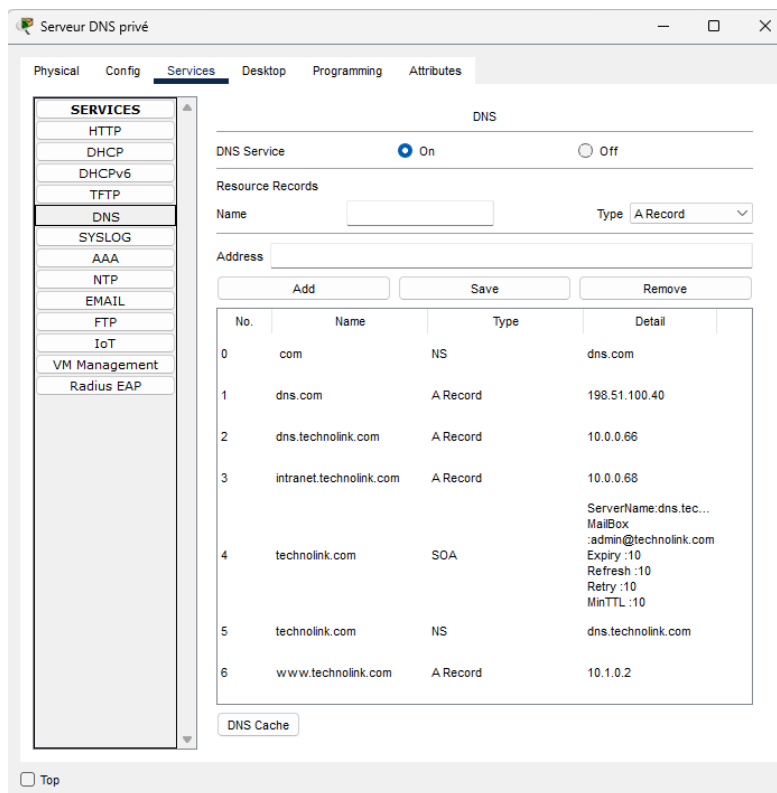 Serveur DNS privé
Physical Config Services Desktop Programming Attributes
SERVICES
HTTP
DHCP
DHCPv6
TFTP
DNS
SYSLOG
AAA
NTP
EMAIL
FTP
IoT
VM Management
Radius EAP
DNS
DNS Service On Off
Resource Records
Name Type A Record
Address
Add Save Remove
No. Name Type Detail
0 com NS dns.com
1 dns.com A Record 198.51.100.40
2 dns.technolink.com A Record 10.0.0.66
3 intranet.technolink.com A Record 10.0.0.68
4 technolink.com SOA ServerName:dns.tec...
MailBox
:admin@technolink.com
Expiry :10
Refresh :10
Retry :10
MinTTL :10
5 technolink.com NS dns.technolink.com
6 www.technolink.com A Record 10.1.0.2
DNS Cache
Top